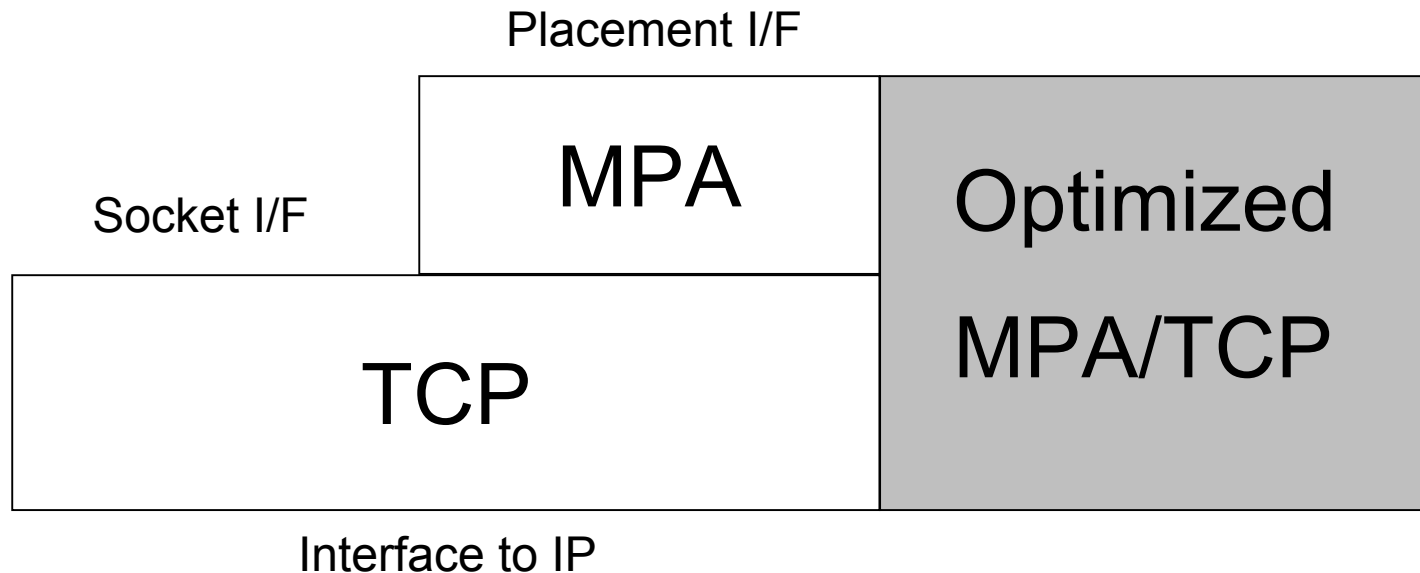 Placement I/F
MPA
Socket I/F
Optimized
MPA/TCP
TCP
Interface to IP